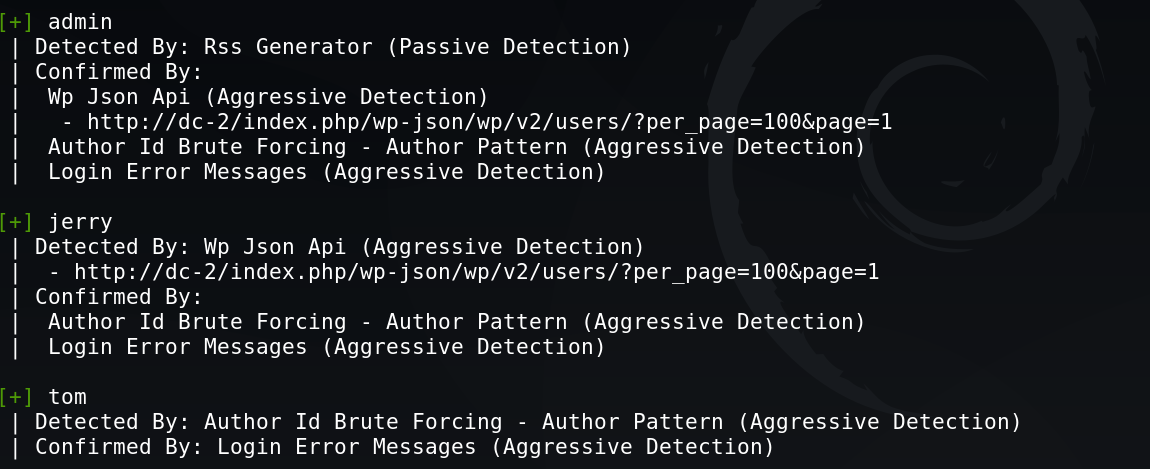 [+] admin
| Detected By: Rss Generator (Passive Detection)
| Confirmed By:
|  Wp Json Api (Aggressive Detection)
|   - http://dc-2/index.php/wp-json/wp/v2/users/?per_page=100&page=1
|  Author Id Brute Forcing - Author Pattern (Aggressive Detection)
|  Login Error Messages (Aggressive Detection)
[+] jerry
| Detected By: Wp Json Api (Aggressive Detection)
|  - http://dc-2/index.php/wp-json/wp/v2/users/?per_page=100&page=1
| Confirmed By:
|  Author Id Brute Forcing - Author Pattern (Aggressive Detection)
|  Login Error Messages (Aggressive Detection)
[+] tom
| Detected By: Author Id Brute Forcing - Author Pattern (Aggressive Detection)
| Confirmed By: Login Error Messages (Aggressive Detection)